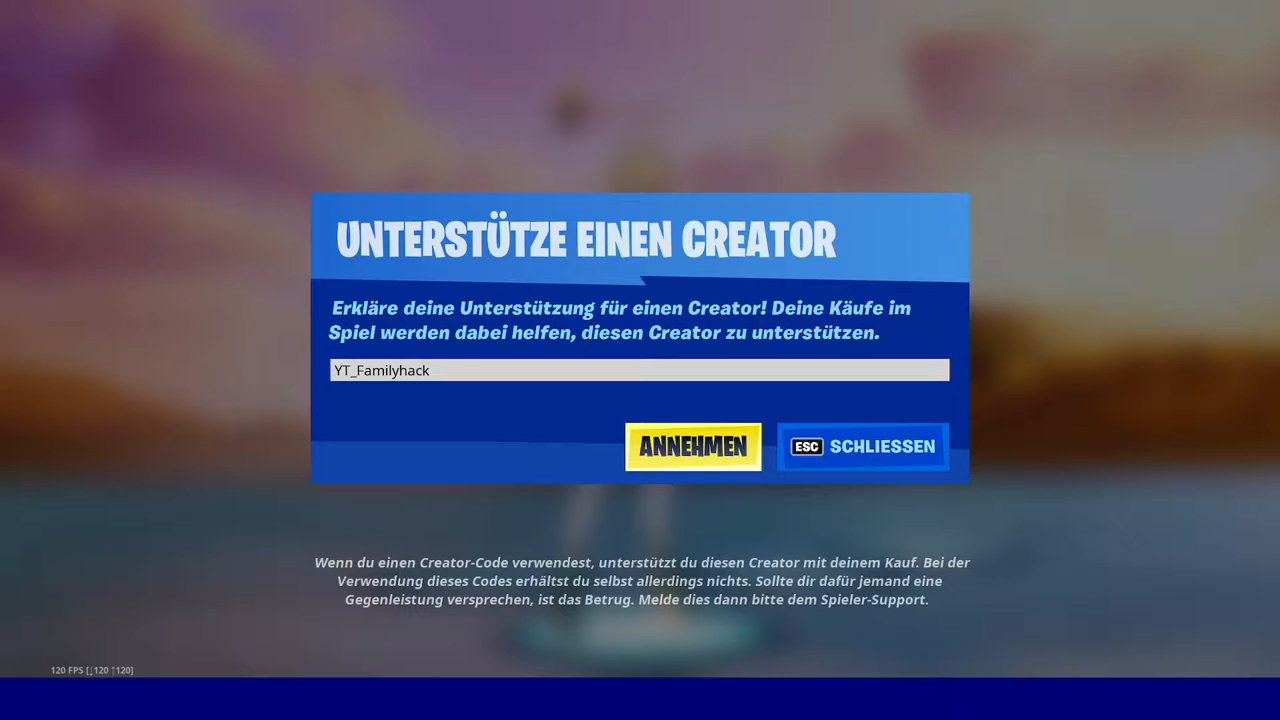 UNTERSTÜTZE EINEN CREATOR
Erkläre deine Unterstützung für einen Creator! Deine Käufe im
Spiel werden dabei helfen, diesen Creator zu unterstützen.
YT_Familyhack
ANNEHMEN
ESC SCHLIESSEN
Wenn du einen Creator-Code verwendest, unterstützt du diesen Creator mit deinem Kauf. Bei der
Verwendung dieses Codes erhältst du selbst allerdings nichts. Sollte dir dafür jemand eine
Gegenleistung versprechen, ist das Betrug. Melde dies dann bitte dem Spieler-Support.
120 FPS [↓120 ↑120]